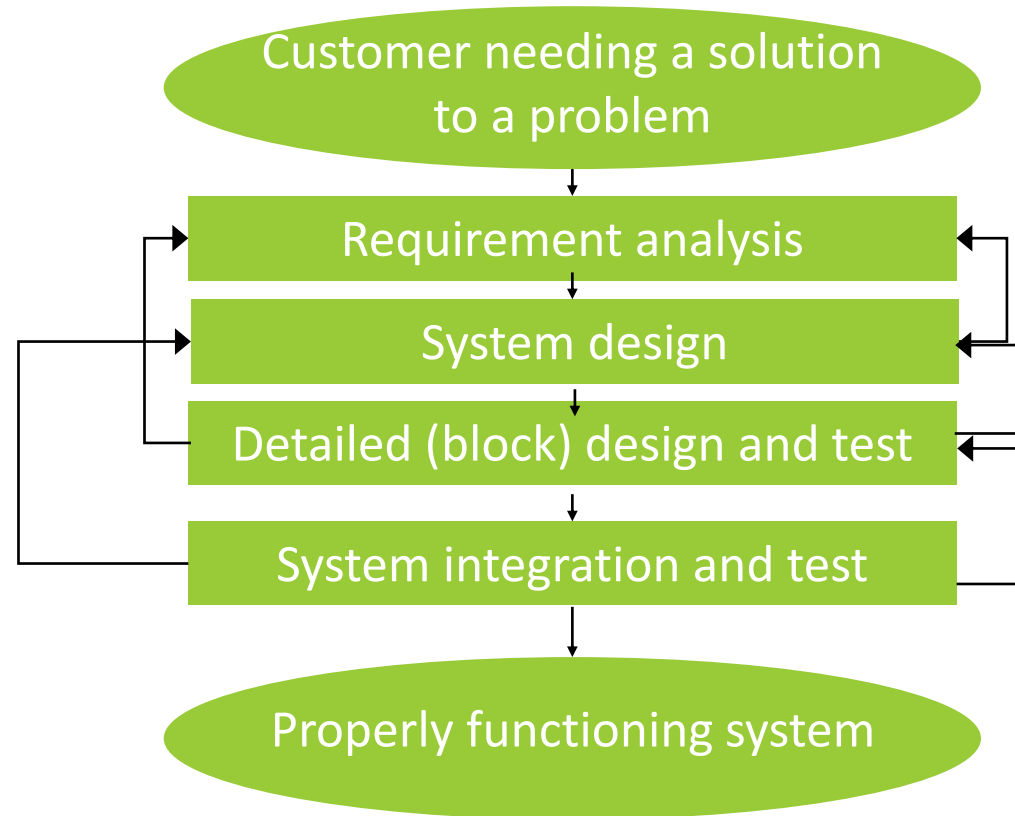 Customer needing a solution
to a problem
Requirement analysis
System design
Detailed (block) design and test
System integration and test
Properly functioning system